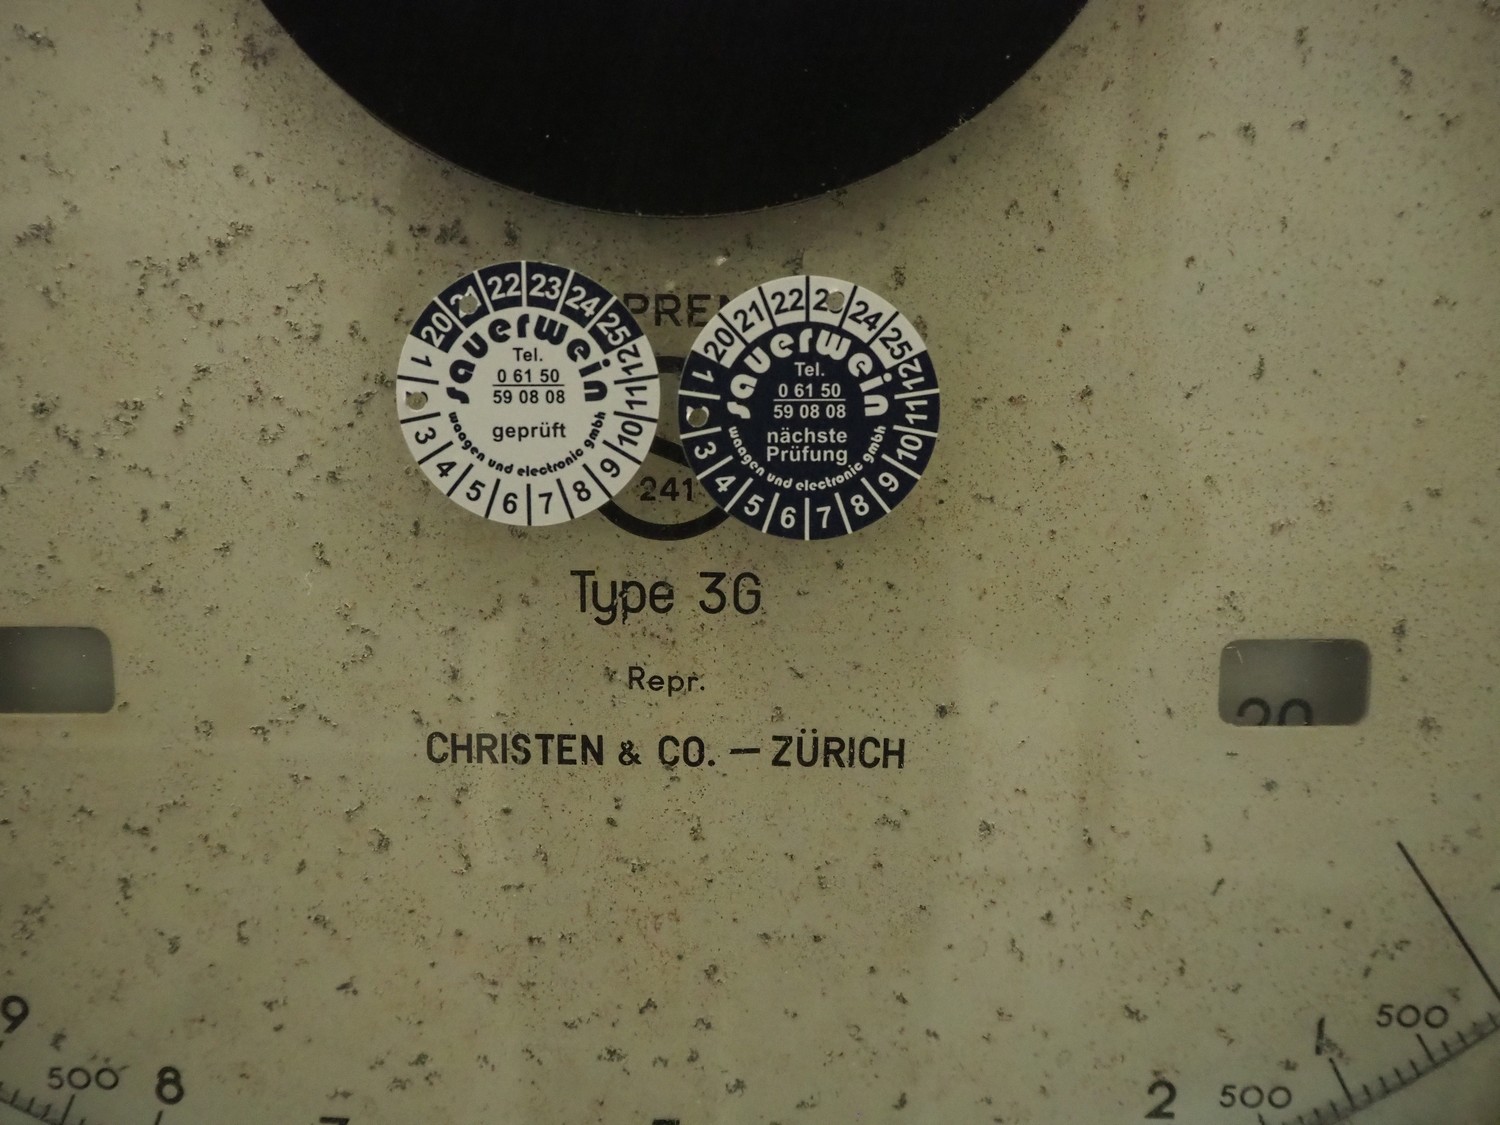 20 21 22 23 24 25
12 11 10 9 8 7 6 5 4 3 2 1
sauerwein
Tel.
0 61 50
59 08 08
geprüft
waagen und electronic gmbh
20 21 22 23 24 25
12 11 10 9 8 7 6 5 4 3 1
sauerwein
Tel.
0 61 50
59 08 08
nächste
Prüfung
waagen und electronic gmbh
241
Type 3G
Repr.
CHRISTEN & CO. — ZÜRICH
20
9
500
8
2
500
1
500